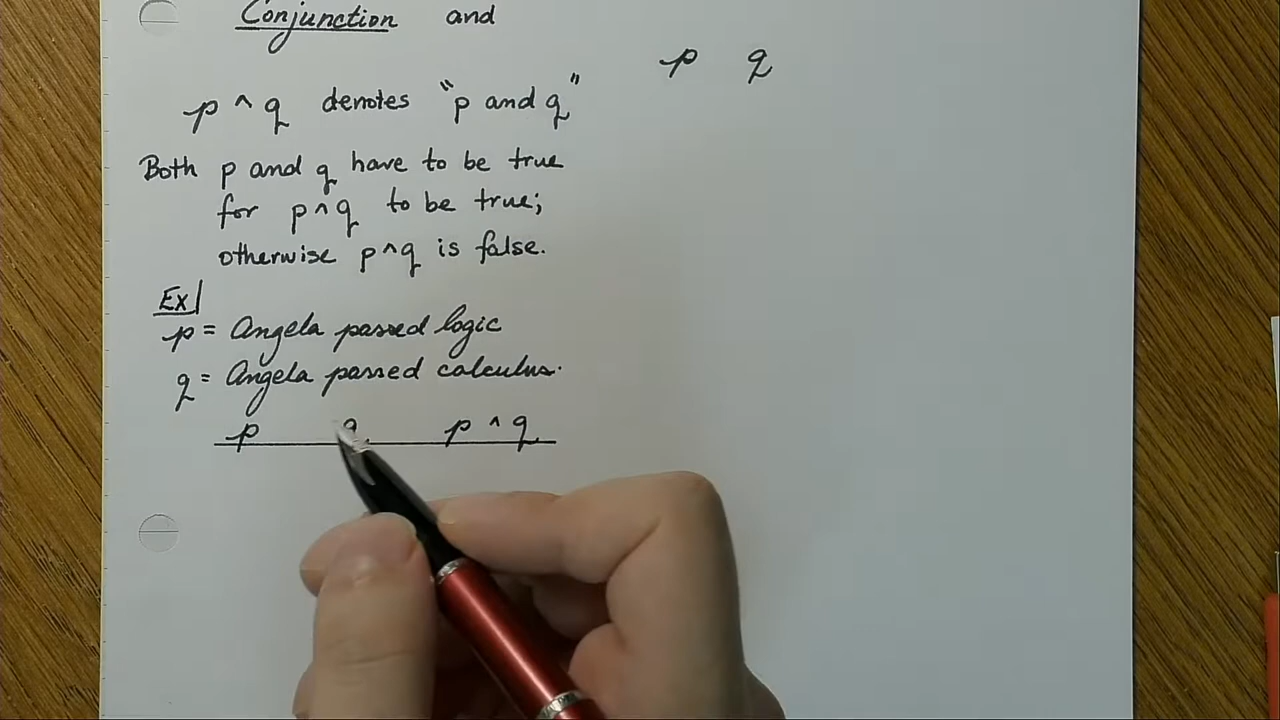 Conjunction and
p q
p ^ q denotes "p and q"
Both p and q have to be true
for p^q to be true;
otherwise p^q is false.
Ex
p = Angela passed logic
q = Angela passed calculus.
p q p ^ q